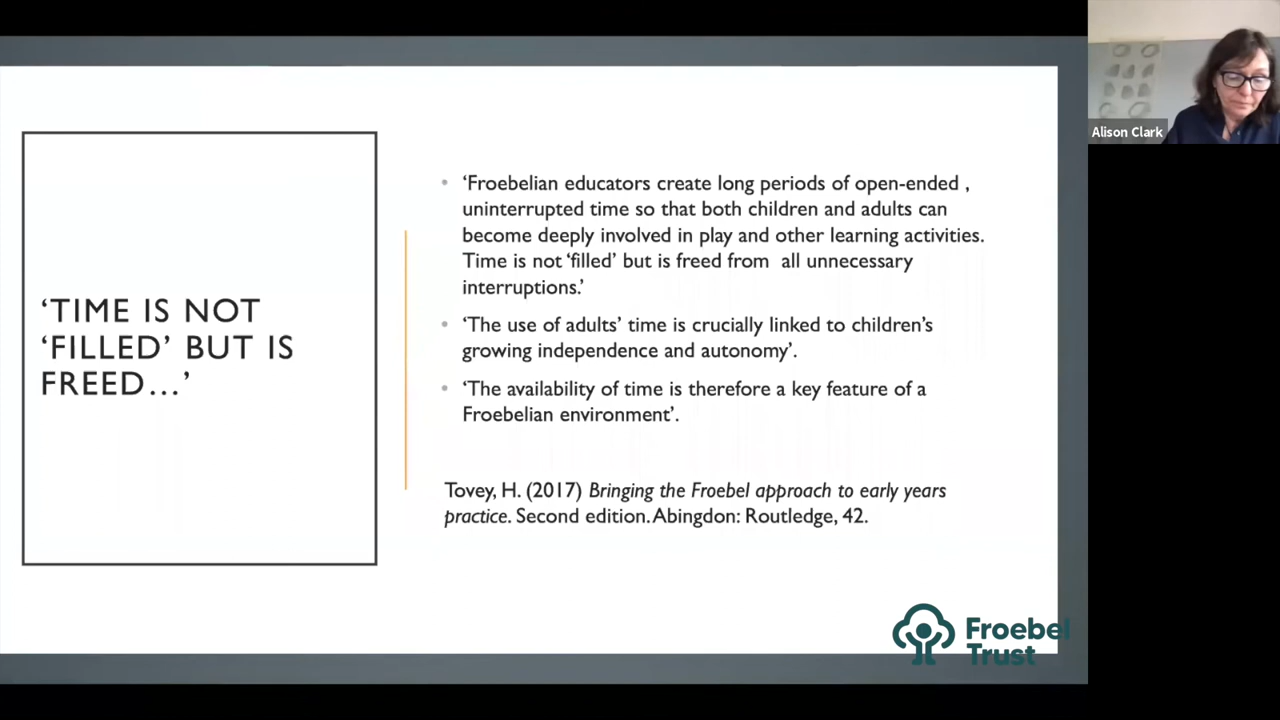 ‘TIME IS NOT
‘FILLED’ BUT IS
FREED…’
• ‘Froebelian educators create long periods of open-ended ,
uninterrupted time so that both children and adults can
become deeply involved in play and other learning activities.
Time is not ‘filled’ but is freed from all unnecessary
interruptions.’
• ‘The use of adults’ time is crucially linked to children’s
growing independence and autonomy’.
• ‘The availability of time is therefore a key feature of a
Froebelian environment’.
Tovey, H. (2017) Bringing the Froebel approach to early years
practice. Second edition. Abingdon: Routledge, 42.
Froebel
Trust
Alison Clark